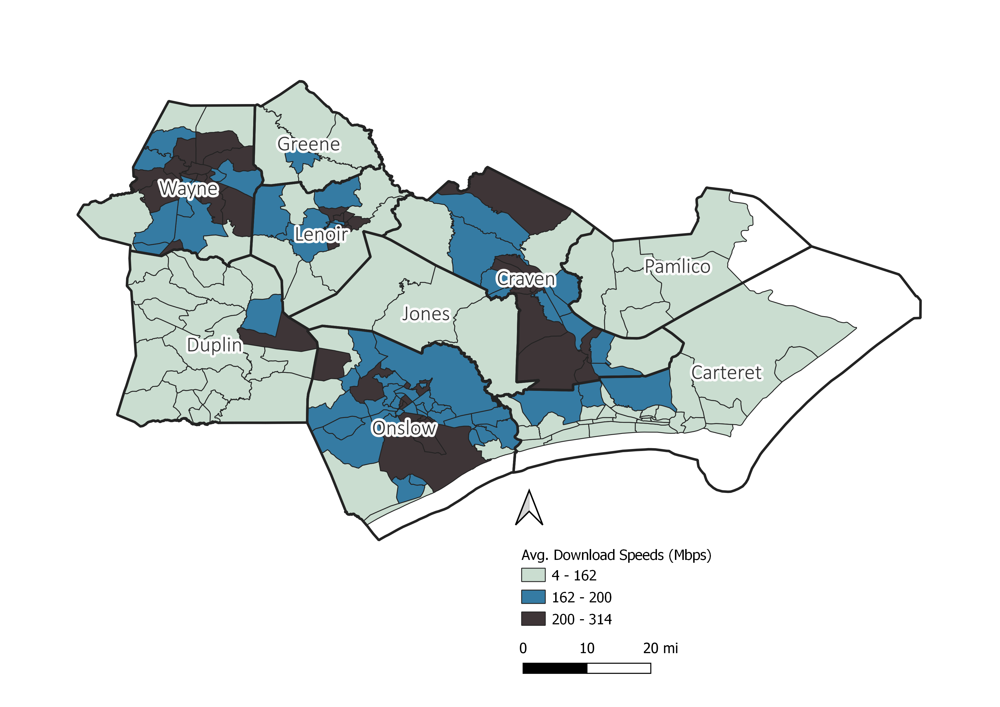 Greene
Wayne
Lenoir
Pamlico
Craven
Jones
Duplin
Carteret
Onslow
Avg. Download Speeds (Mbps)
4 - 162
162 - 200
200 - 314
0 10 20 mi